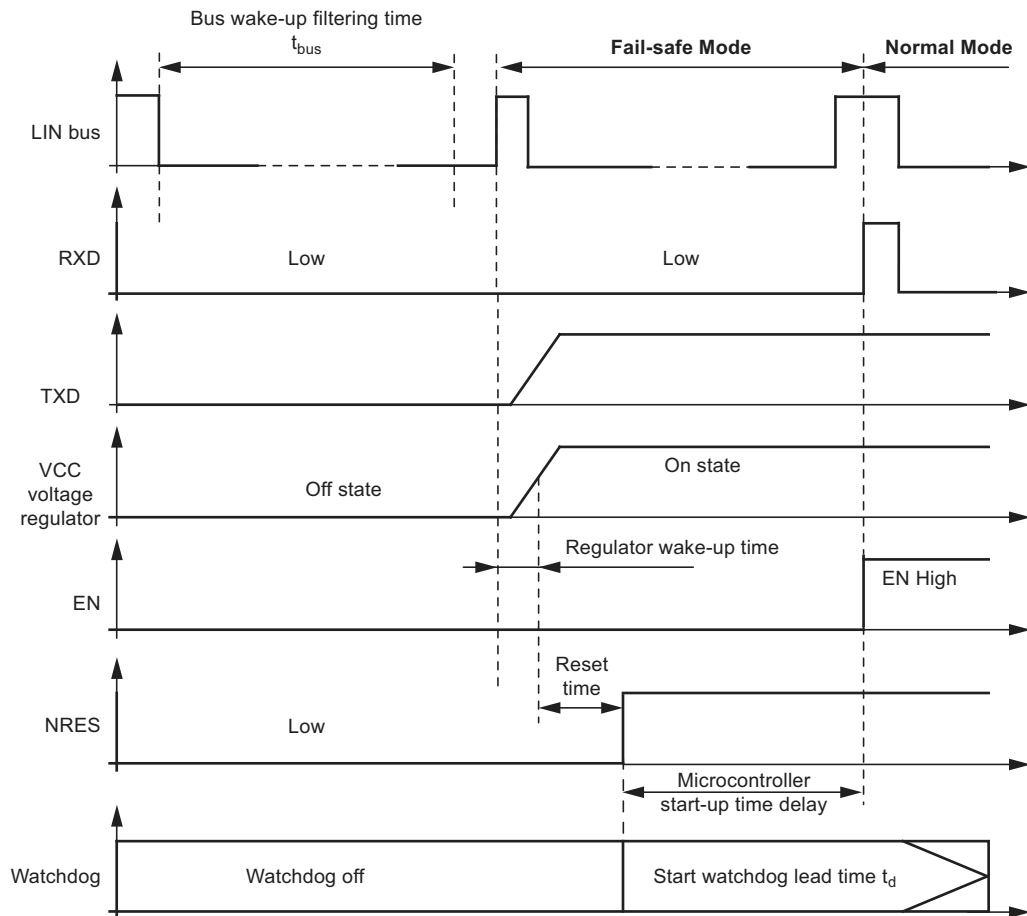 Bus wake-up filtering time
t_bus
Fail-safe Mode
Normal Mode
LIN bus
RXD
Low
Low
TXD
VCC
voltage
regulator
Off state
On state
Regulator wake-up time
EN
EN High
Reset
time
NRES
Low
Microcontroller
start-up time delay
Watchdog
Watchdog off
Start watchdog lead time t_d